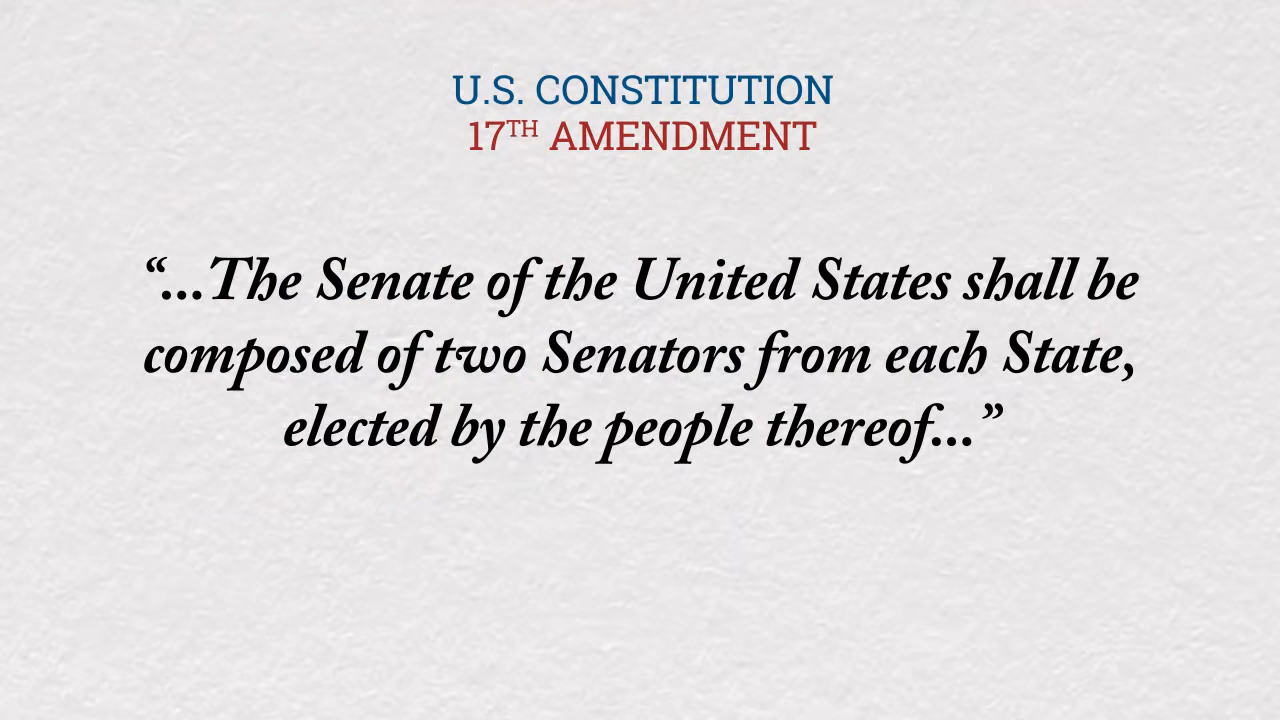 U.S. CONSTITUTION
17TH AMENDMENT
“...The Senate of the United States shall be
composed of two Senators from each State,
elected by the people thereof...”